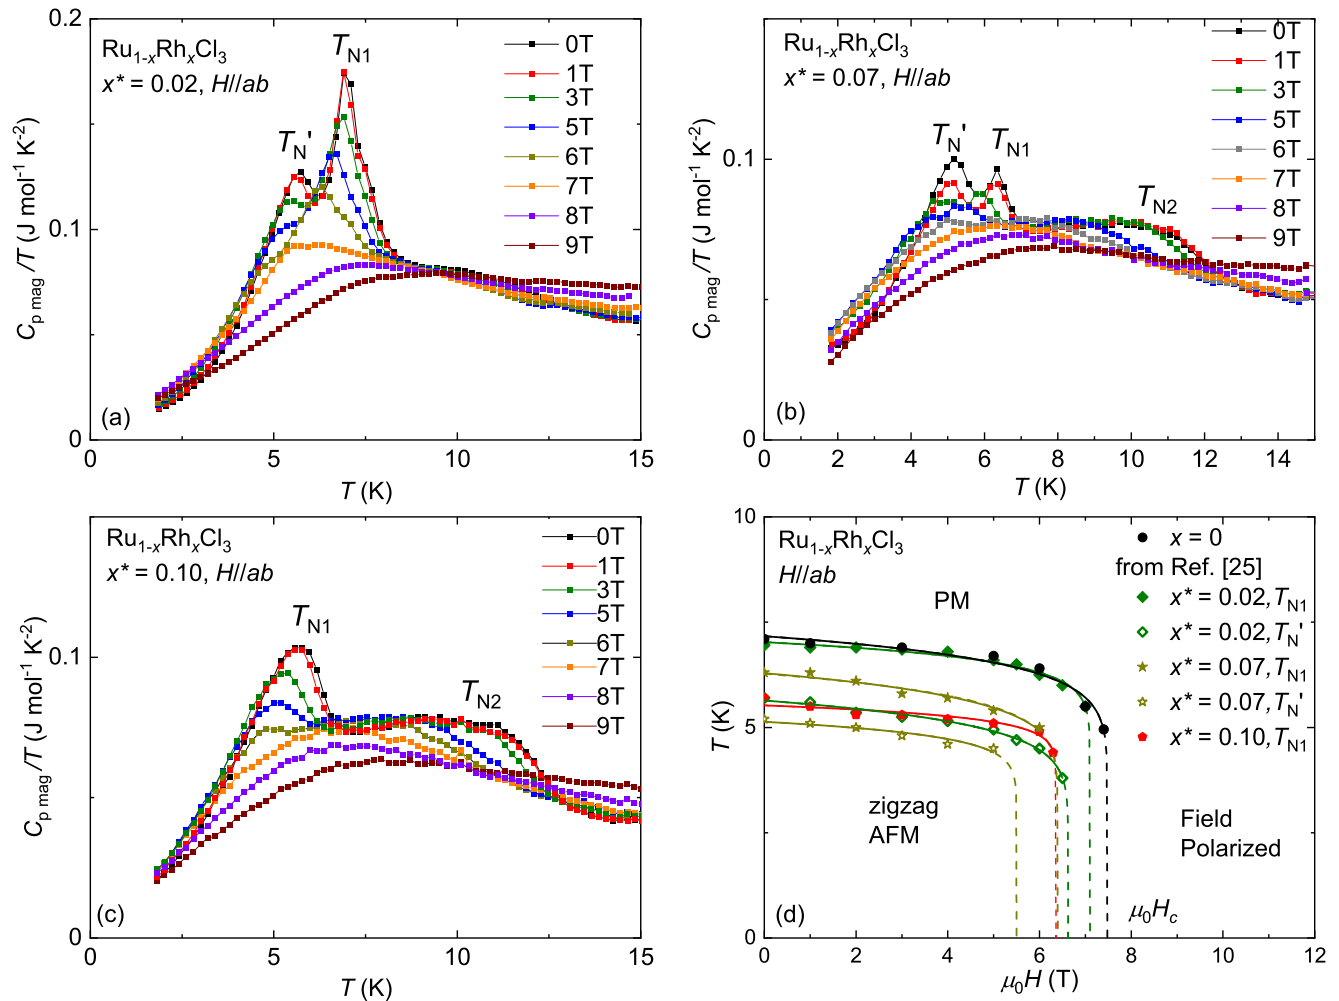 0.2
Ru1-xRhxCl3
x* = 0.02, H//ab
TN1
TN'
0T
1T
3T
5T
6T
7T
8T
9T
0.1
0
Cp mag/T (J mol-1 K-2)
(a)
0 5 10 15
T (K)
Ru1-xRhxCl3
x* = 0.07, H//ab
TN'
TN1
TN2
0T
1T
3T
5T
6T
7T
8T
9T
0.1
0
Cp mag/T (J mol-1 K-2)
(b)
0 2 4 6 8 10 12 14
T (K)
Ru1-xRhxCl3
x* = 0.10, H//ab
TN1
TN2
0T
1T
3T
5T
6T
7T
8T
9T
0.1
0
Cp mag/T (J mol-1 K-2)
(c)
0 5 10 15
T (K)
10
Ru1-xRhxCl3
H//ab
PM
x = 0
from Ref. [25]
x* = 0.02, TN1
x* = 0.02, TN'
x* = 0.07, TN1
x* = 0.07, TN'
x* = 0.10, TN1
5
T (K)
zigzag
AFM
Field
Polarized
μ0Hc
(d)
0
0 2 4 6 8 10 12
μ0H (T)